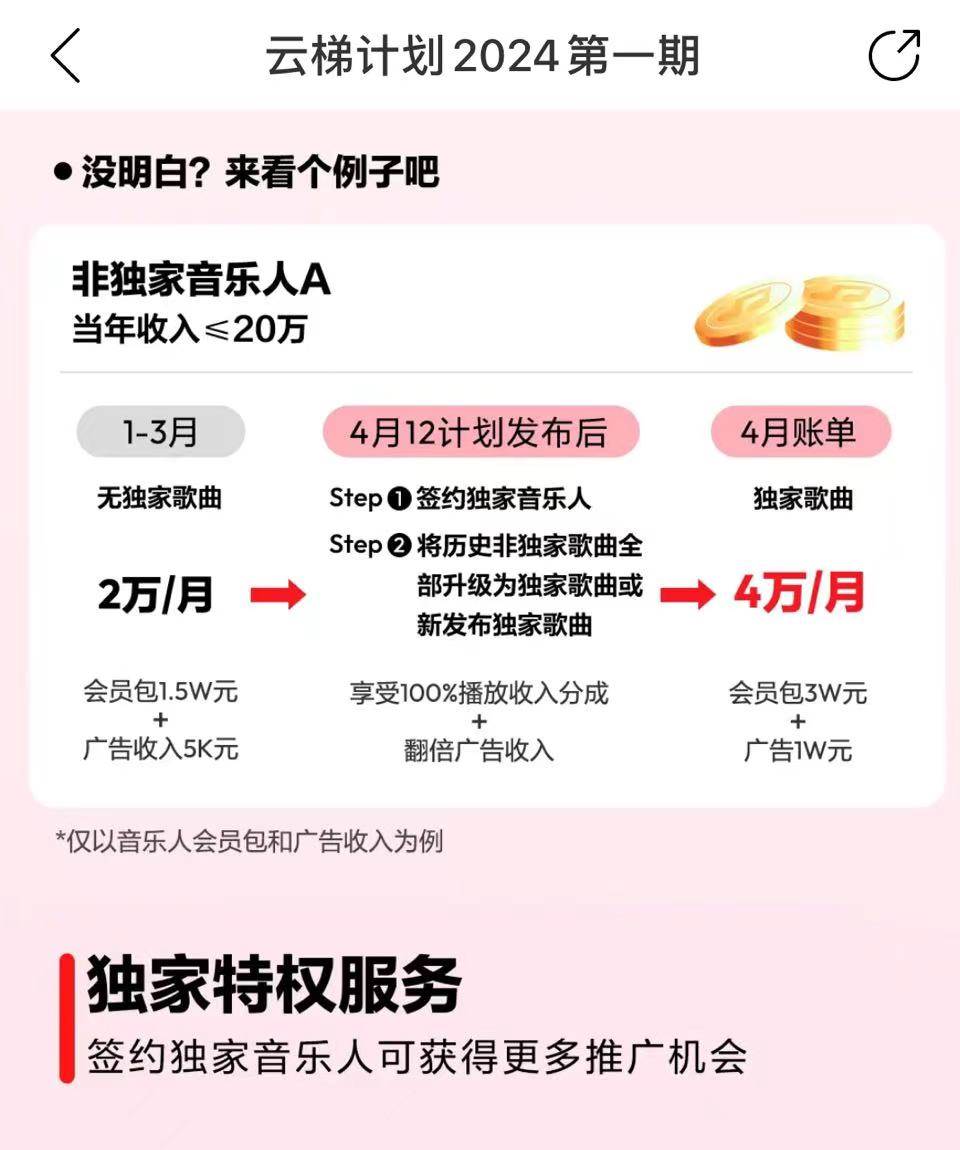 云梯计划2024第一期
•没明白？来看个例子吧
非独家音乐人A
当年收入≤20万
1-3月
无独家歌曲
2万/月
会员包1.5W元
+
广告收入5K元
4月12计划发布后
Step❶签约独家音乐人
Step❷将历史非独家歌曲全
部升级为独家歌曲或
新发布独家歌曲
享受100%播放收入分成
+
翻倍广告收入
4月账单
独家歌曲
4万/月
会员包3W元
+
广告1W元
*仅以音乐人会员包和广告收入为例
独家特权服务
签约独家音乐人可获得更多推广机会